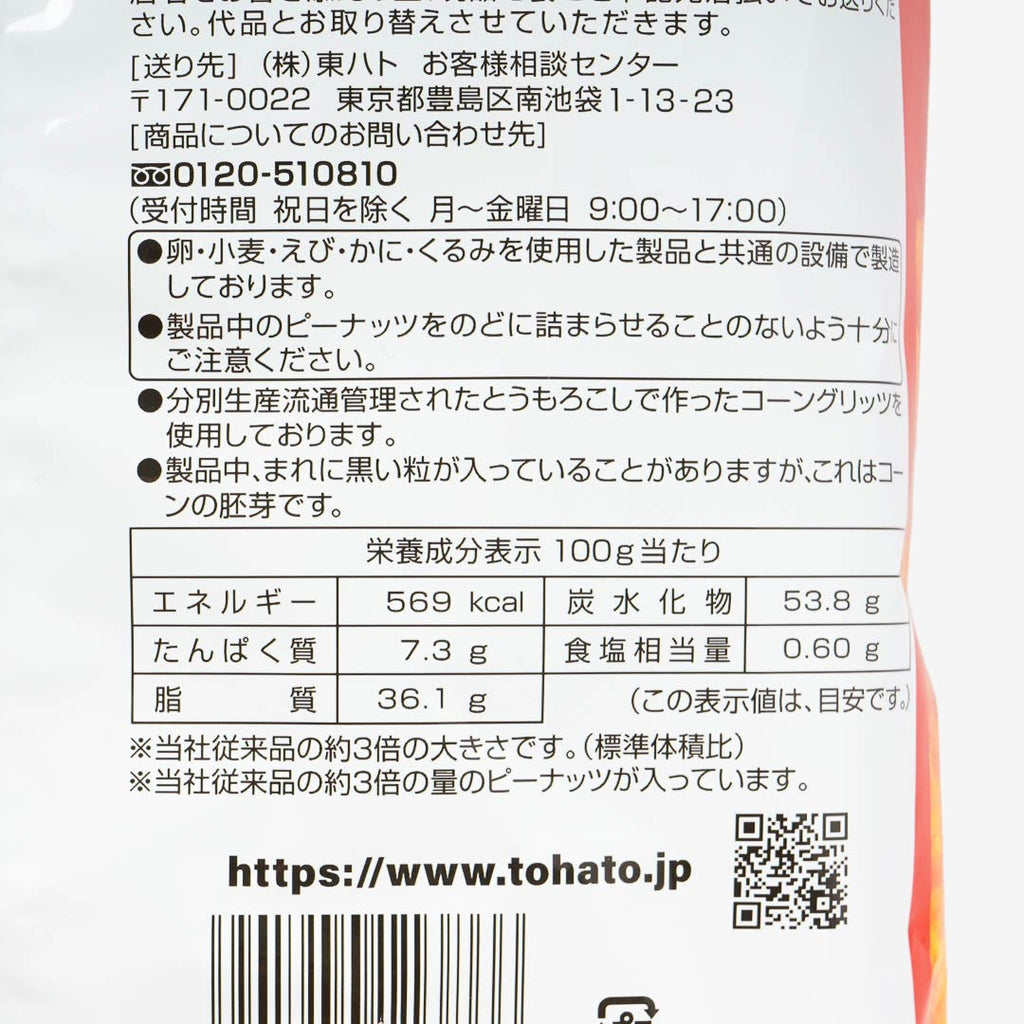 さい。代品とお取り替えさせていただきます。
[送り先] (株)東ハト お客様相談センター
〒171-0022 東京都豊島区南池袋1-13-23
[商品についてのお問い合わせ先]
0120-510810
(受付時間 祝日を除く 月〜金曜日 9:00〜17:00)
●卵・小麦・えび・かに・くるみを使用した製品と共通の設備で製造
しております。
●製品中のピーナッツをのどに詰まらせることのないよう十分に
ご注意ください。
●分別生産流通管理されたとうもろこしで作ったコーングリッツを
使用しております。
●製品中、まれに黒い粒が入っていることがありますが、これはコー
ンの胚芽です。
栄養成分表示 100g当たり
エネルギー 569 kcal 炭水化物 53.8 g
たんぱく質 7.3 g 食塩相当量 0.60 g
脂質 36.1 g (この表示値は、目安です。)
※当社従来品の約3倍の大きさです。(標準体積比)
※当社従来品の約3倍の量のピーナッツが入っています。
https://www.tohato.jp